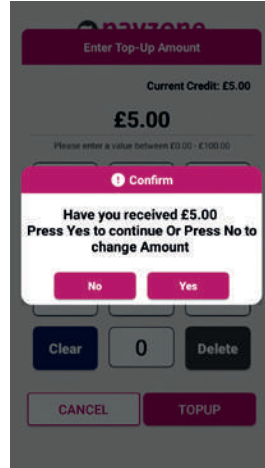 payzone
Enter Top-Up Amount
Current Credit: £5.00
£5.00
Please enter a value between £0.00 - £100.00
Confirm
Have you received £5.00
Press Yes to continue Or Press No to
change Amount
No Yes
Clear 0 Delete
CANCEL TOPUP